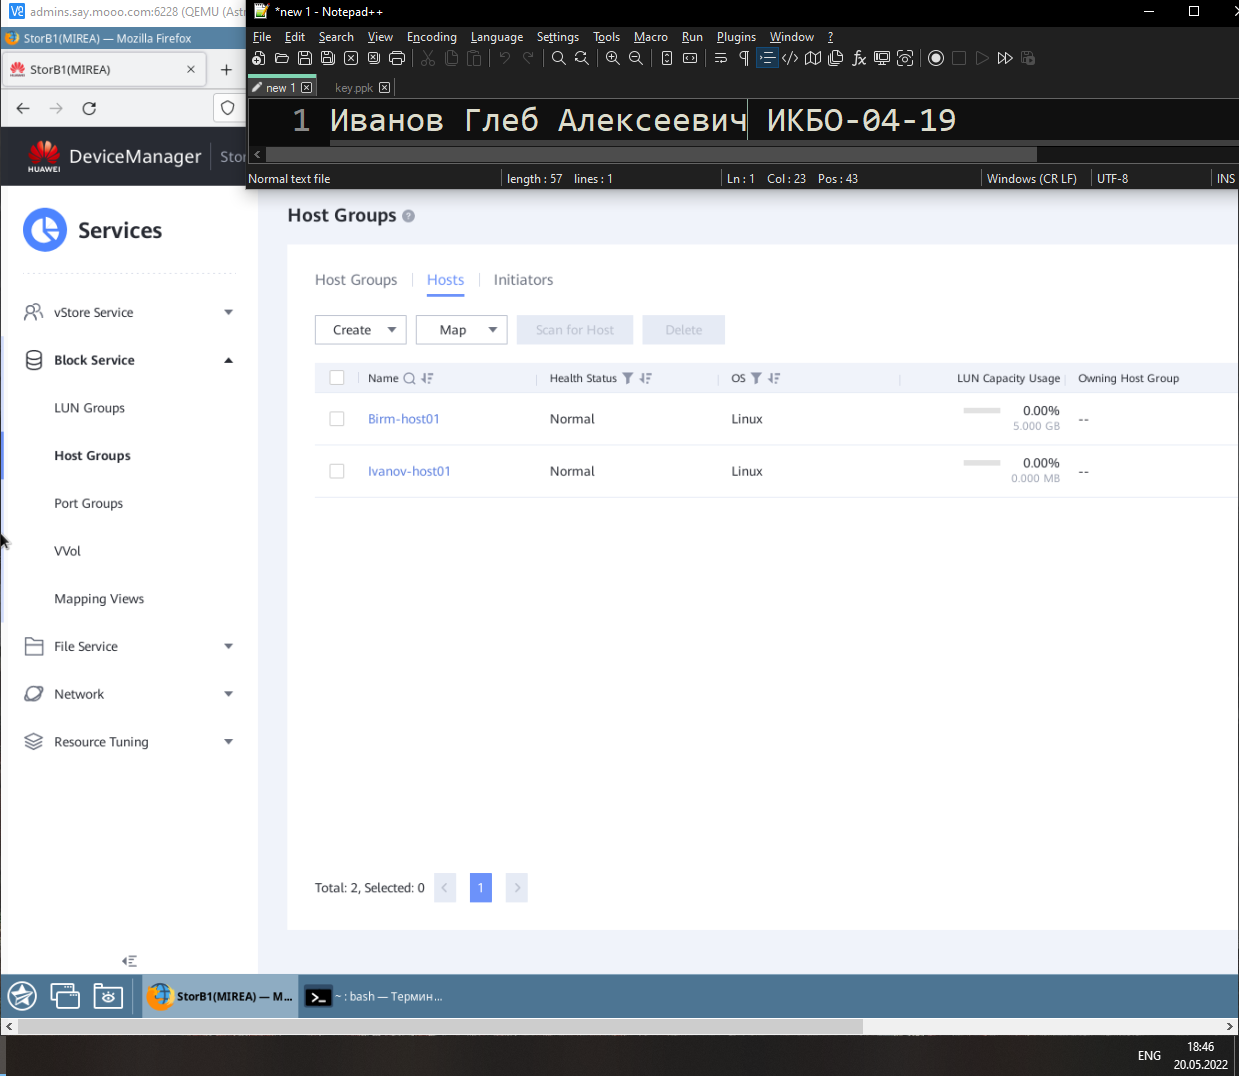 admins.say.mooo.com:6228 (QEMU (Ast
*new 1 - Notepad++
StorB1(MIREA) — Mozilla Firefox
File Edit Search View Encoding Language Settings Tools Macro Run Plugins Window ?
StorB1(MIREA)
new 1 key.ppk
1 Иванов Глеб Алексеевич ИКБО-04-19
HUAWEI DeviceManager Stor
Normal text file length : 57 lines : 1 Ln : 1 Col : 23 Pos : 43 Windows (CR LF) UTF-8 INS
Services
Host Groups
vStore Service
Block Service
LUN Groups
Host Groups
Port Groups
VVol
Mapping Views
File Service
Network
Resource Tuning
Host Groups Hosts Initiators
Create Map Scan for Host Delete
Name Health Status OS LUN Capacity Usage Owning Host Group
Birm-host01 Normal Linux 0.00% --
5.000 GB
Ivanov-host01 Normal Linux 0.00% --
0.000 MB
Total: 2, Selected: 0 < 1 >
StorB1(MIREA) — M... ~ : bash — Термин...
ENG 18:46
20.05.2022